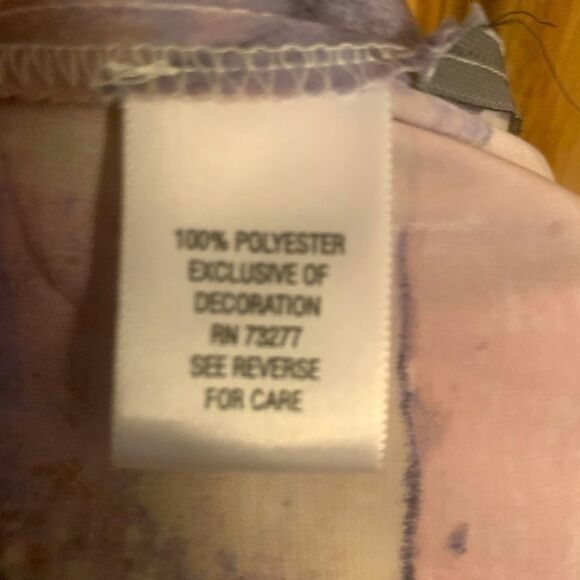 100% POLYESTER
EXCLUSIVE OF
DECORATION
RN 73277
SEE REVERSE
FOR CARE